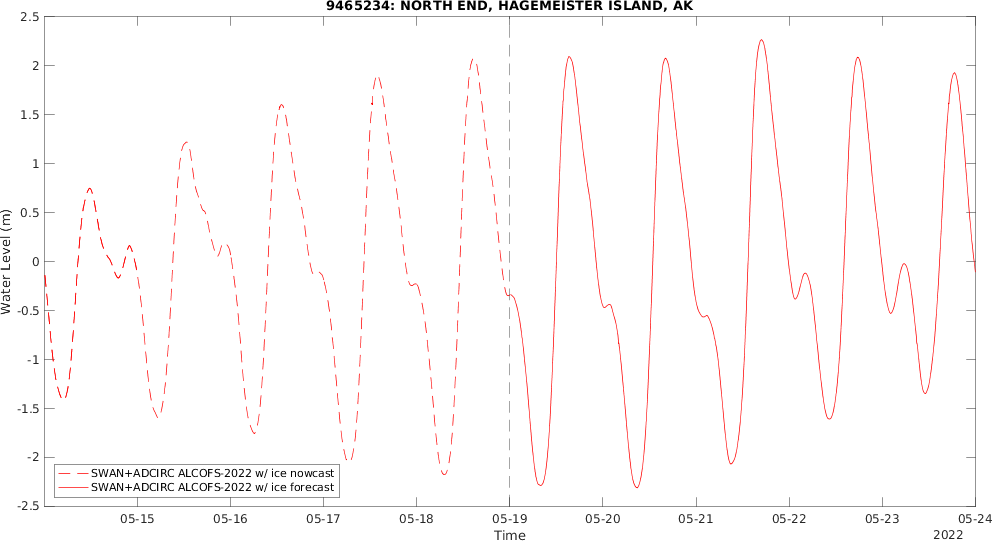 9465234: NORTH END, HAGEMEISTER ISLAND, AK
2.5
2
1.5
1
0.5
0
-0.5
-1
-1.5
-2
-2.5
Water Level (m)
SWAN+ADCIRC ALCOFS-2022 w/ ice nowcast
SWAN+ADCIRC ALCOFS-2022 w/ ice forecast
05-15 05-16 05-17 05-18 05-19 05-20 05-21 05-22 05-23 05-24
Time
2022